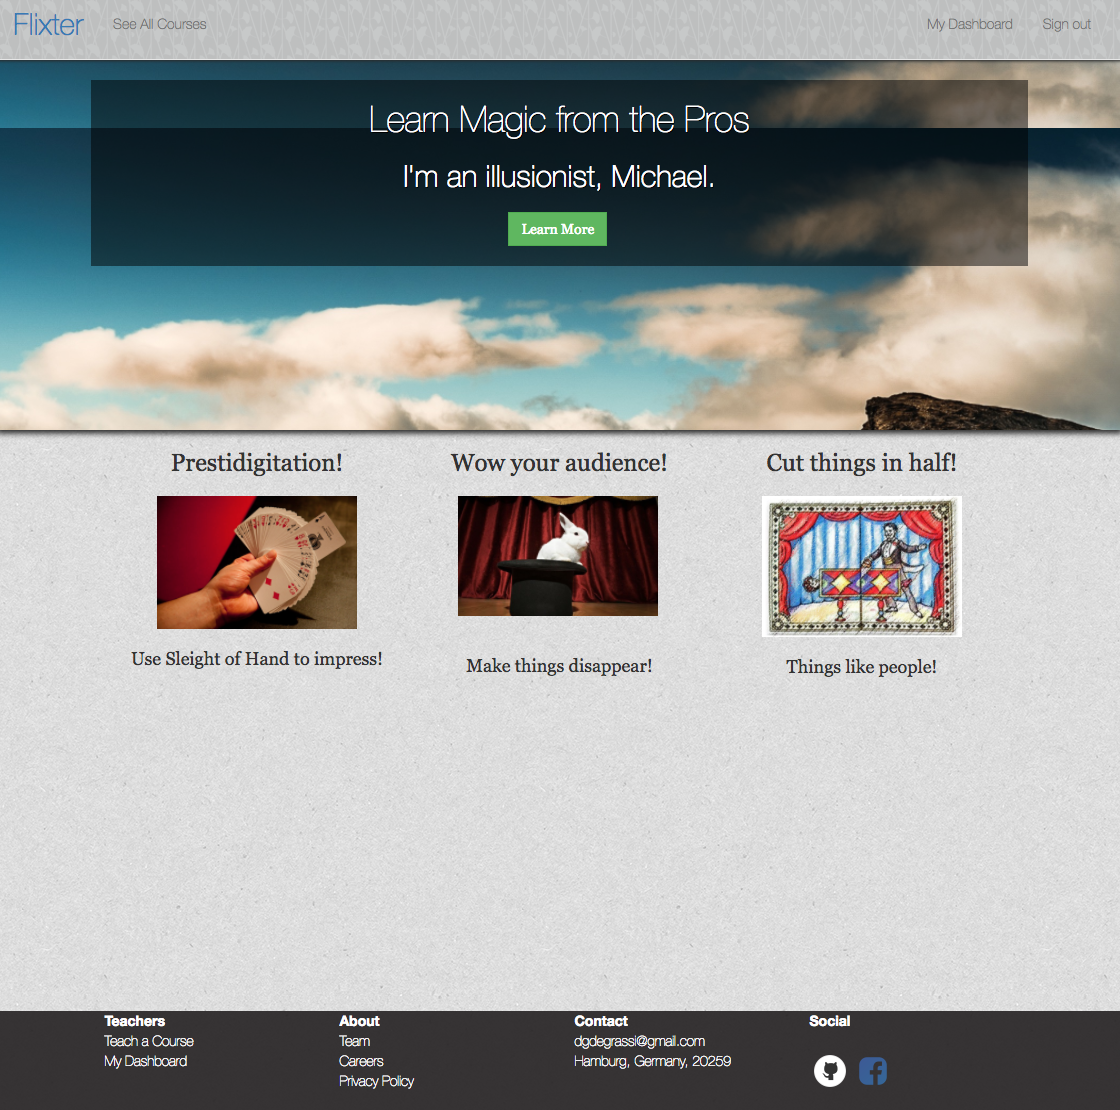 Flixter
See All Courses
My Dashboard
Sign out
Learn Magic from the Pros
I'm an illusionist, Michael.
Learn More
Prestidigitation!
Wow your audience!
Cut things in half!
Use Sleight of Hand to impress!
Make things disappear!
Things like people!
Teachers
Teach a Course
My Dashboard
About
Team
Careers
Privacy Policy
Contact
dgdegrassi@gmail.com
Hamburg, Germany, 20259
Social